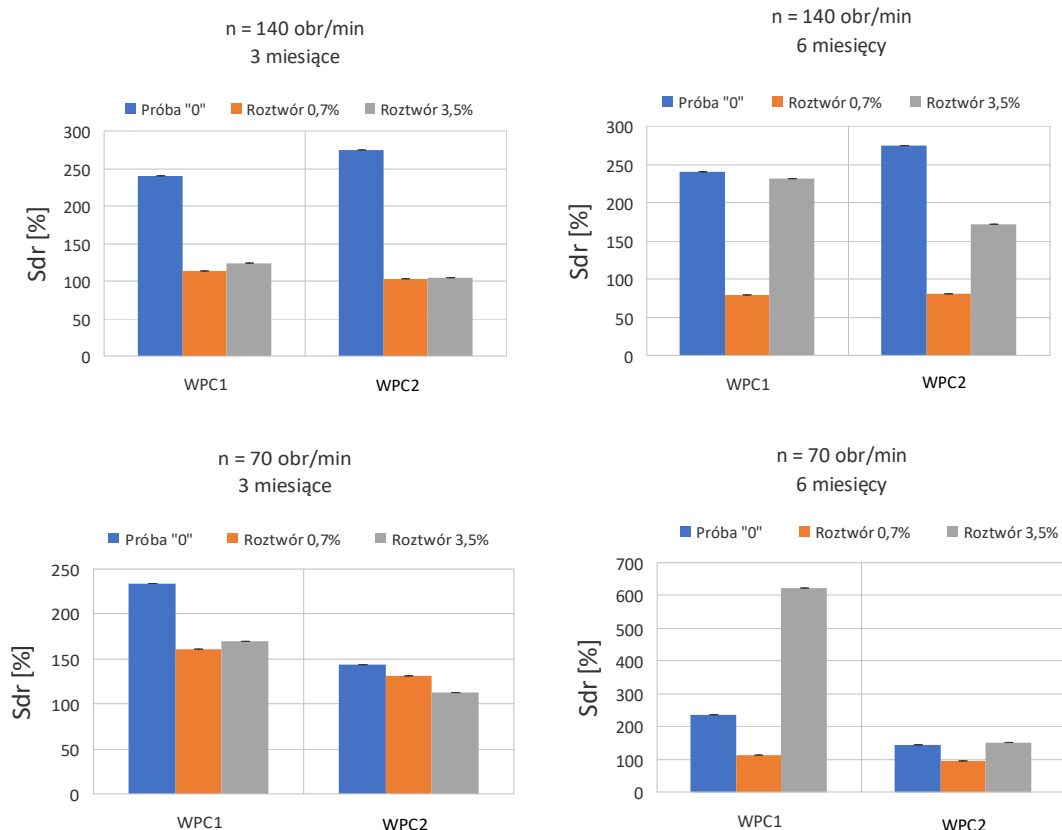 n = 140 obr/min
3 miesiące
Próba "0" Roztwór 0,7% Roztwór 3,5%
300
250
200
150
100
50
0
Sdr [%]
WPC1 WPC2
n = 140 obr/min
6 miesięcy
Próba "0" Roztwór 0,7% Roztwór 3,5%
300
250
200
150
100
50
0
Sdr [%]
WPC1 WPC2
n = 70 obr/min
3 miesiące
Próba "0" Roztwór 0,7% Roztwór 3,5%
250
200
150
100
50
0
Sdr [%]
WPC1 WPC2
n = 70 obr/min
6 miesięcy
Próba "0" Roztwór 0,7% Roztwór 3,5%
700
600
500
400
300
200
100
0
Sdr [%]
WPC1 WPC2